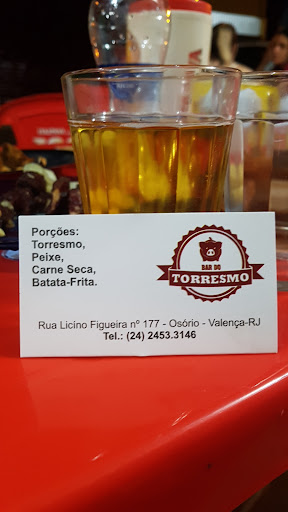 Porções:
Torresmo,
Peixe,
Carne Seca,
Batata-Frita.
BAR DO
TORRESMO
Rua Licíno Figueira nº 177 - Osório - Valença-RJ
Tel.: (24) 2453.3146